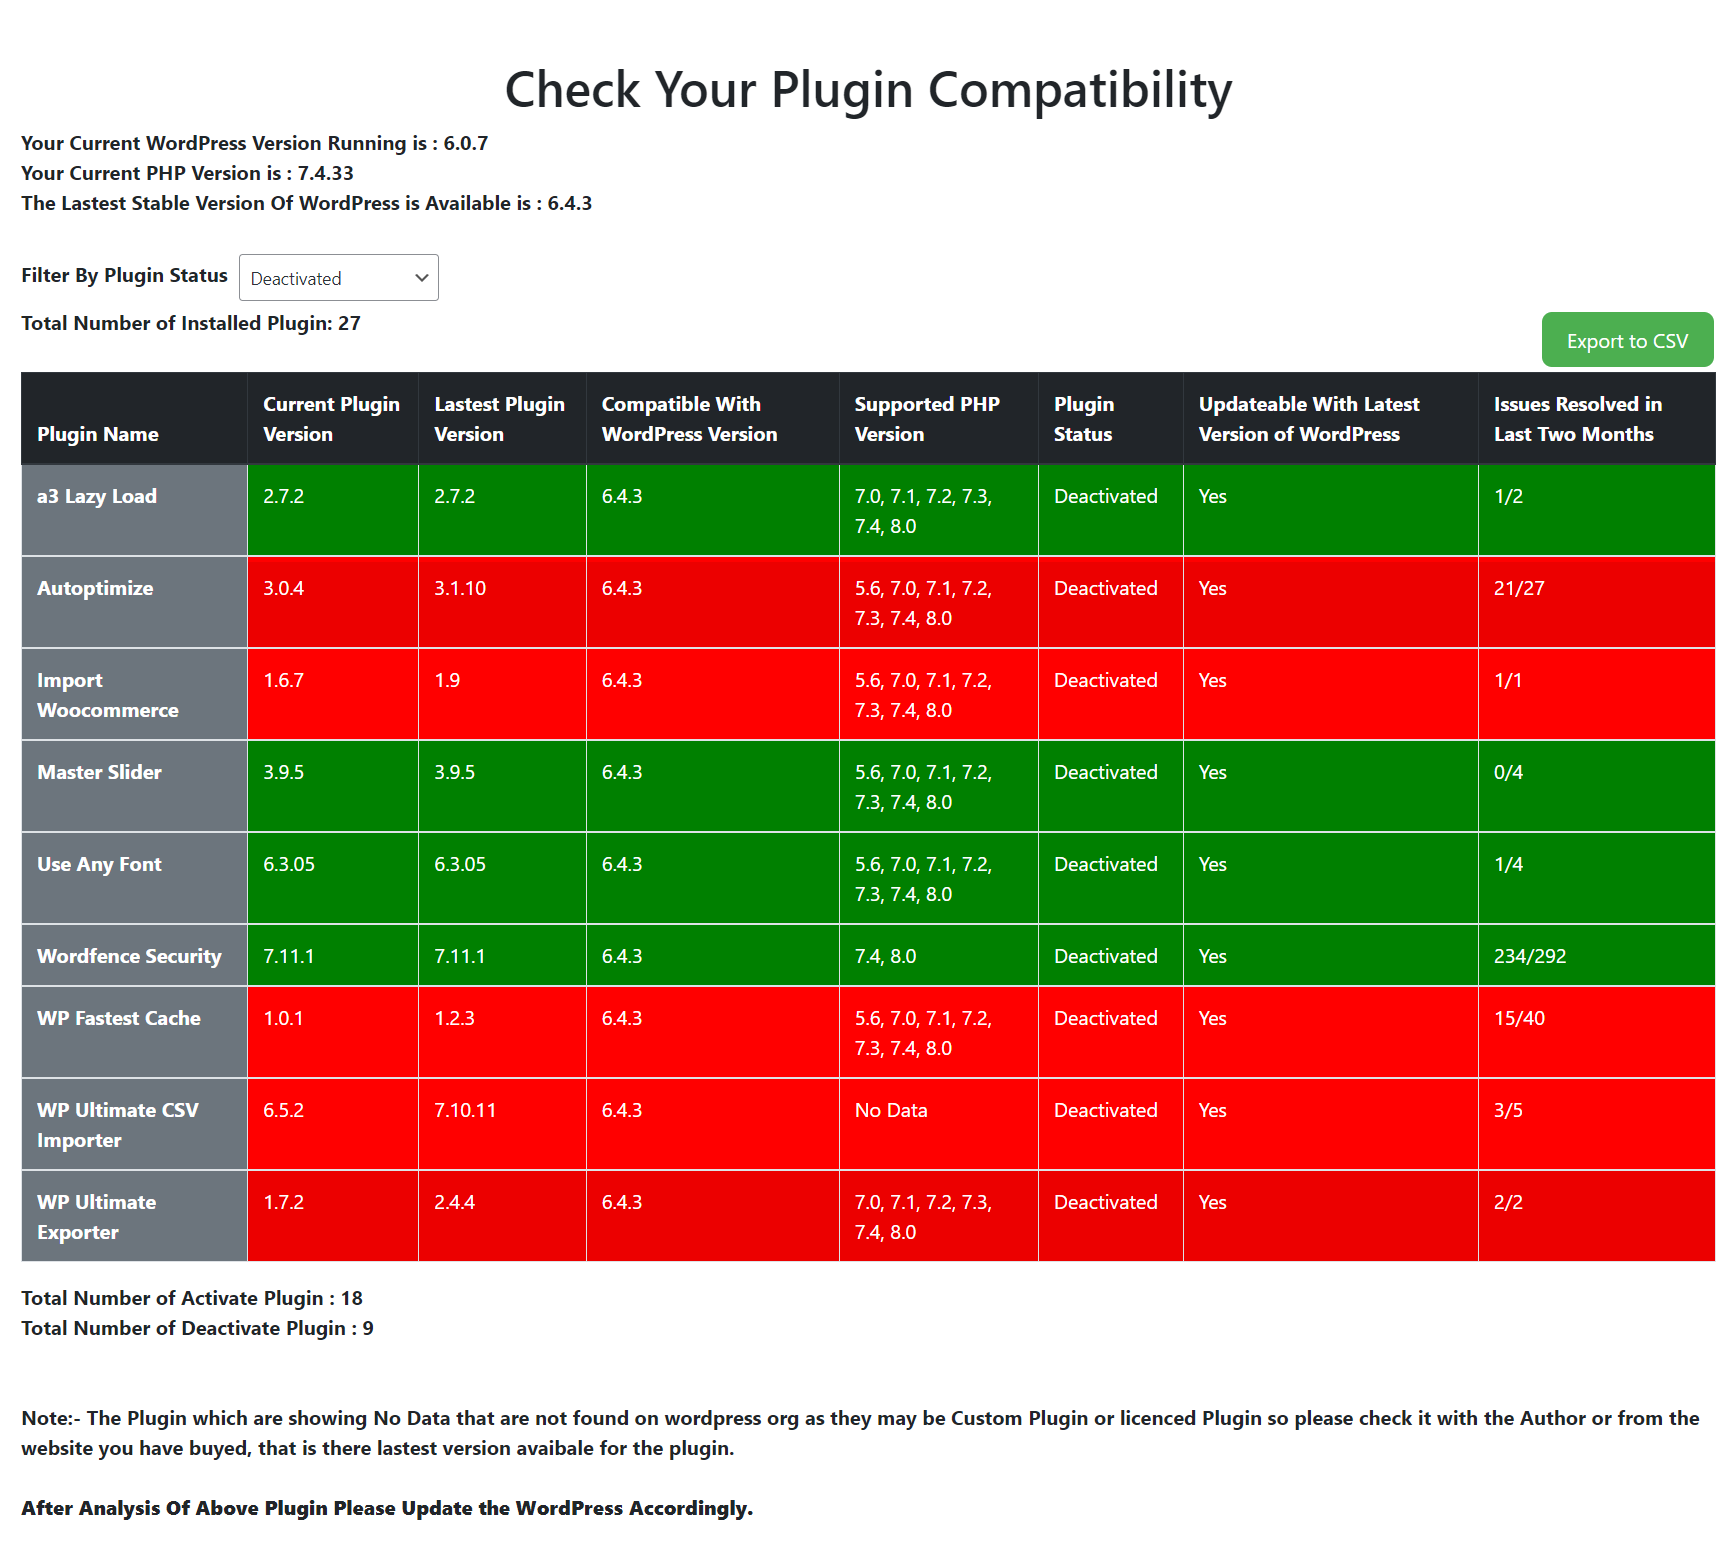 Check Your Plugin Compatibility
Your Current WordPress Version Running is : 6.0.7
Your Current PHP Version is : 7.4.33
The Lastest Stable Version Of WordPress is Available is : 6.4.3
Filter By Plugin Status Deactivated
Total Number of Installed Plugin: 27
Export to CSV
Plugin Name
Current Plugin
Version
Lastest Plugin
Version
Compatible With
WordPress Version
Supported PHP
Version
Plugin
Status
Updateable With Latest
Version of WordPress
Issues Resolved in
Last Two Months
a3 Lazy Load
2.7.2
2.7.2
6.4.3
7.0, 7.1, 7.2, 7.3,
7.4, 8.0
Deactivated
Yes
1/2
Autoptimize
3.0.4
3.1.10
6.4.3
5.6, 7.0, 7.1, 7.2,
7.3, 7.4, 8.0
Deactivated
Yes
21/27
Import
Woocommerce
1.6.7
1.9
6.4.3
5.6, 7.0, 7.1, 7.2,
7.3, 7.4, 8.0
Deactivated
Yes
1/1
Master Slider
3.9.5
3.9.5
6.4.3
5.6, 7.0, 7.1, 7.2,
7.3, 7.4, 8.0
Deactivated
Yes
0/4
Use Any Font
6.3.05
6.3.05
6.4.3
5.6, 7.0, 7.1, 7.2,
7.3, 7.4, 8.0
Deactivated
Yes
1/4
Wordfence Security
7.11.1
7.11.1
6.4.3
7.4, 8.0
Deactivated
Yes
234/292
WP Fastest Cache
1.0.1
1.2.3
6.4.3
5.6, 7.0, 7.1, 7.2,
7.3, 7.4, 8.0
Deactivated
Yes
15/40
WP Ultimate CSV
Importer
6.5.2
7.10.11
6.4.3
No Data
Deactivated
Yes
3/5
WP Ultimate
Exporter
1.7.2
2.4.4
6.4.3
7.0, 7.1, 7.2, 7.3,
7.4, 8.0
Deactivated
Yes
2/2
Total Number of Activate Plugin : 18
Total Number of Deactivate Plugin : 9
Note:- The Plugin which are showing No Data that are not found on wordpress org as they may be Custom Plugin or licenced Plugin so please check it with the Author or from the
website you have buyed, that is there lastest version avaibale for the plugin.
After Analysis Of Above Plugin Please Update the WordPress Accordingly.